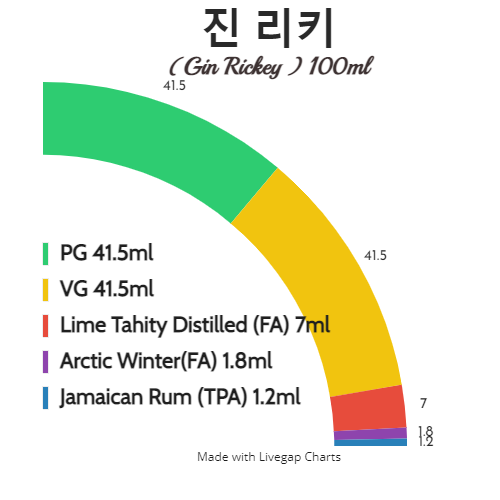 진 리키
( Gin Rickey ) 100ml
41.5
41.5
PG 41.5ml
VG 41.5ml
Lime Tahity Distilled (FA) 7ml
Arctic Winter(FA) 1.8ml
Jamaican Rum (TPA) 1.2ml
7
1.8
1.2
Made with Livegap Charts